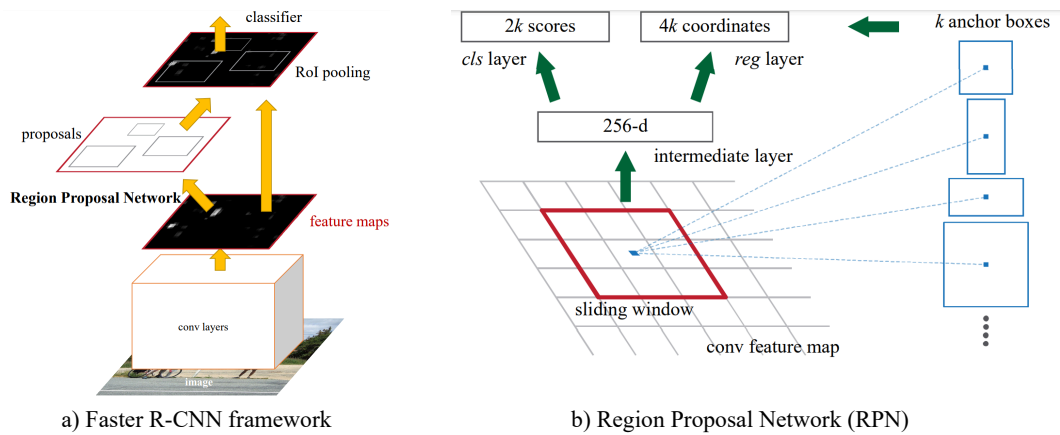 classifier
RoI pooling
proposals
Region Proposal Network
feature maps
conv layers
image
a) Faster R-CNN framework
2k scores
4k coordinates
k anchor boxes
cls layer
reg layer
256-d
intermediate layer
sliding window
conv feature map
b) Region Proposal Network (RPN)